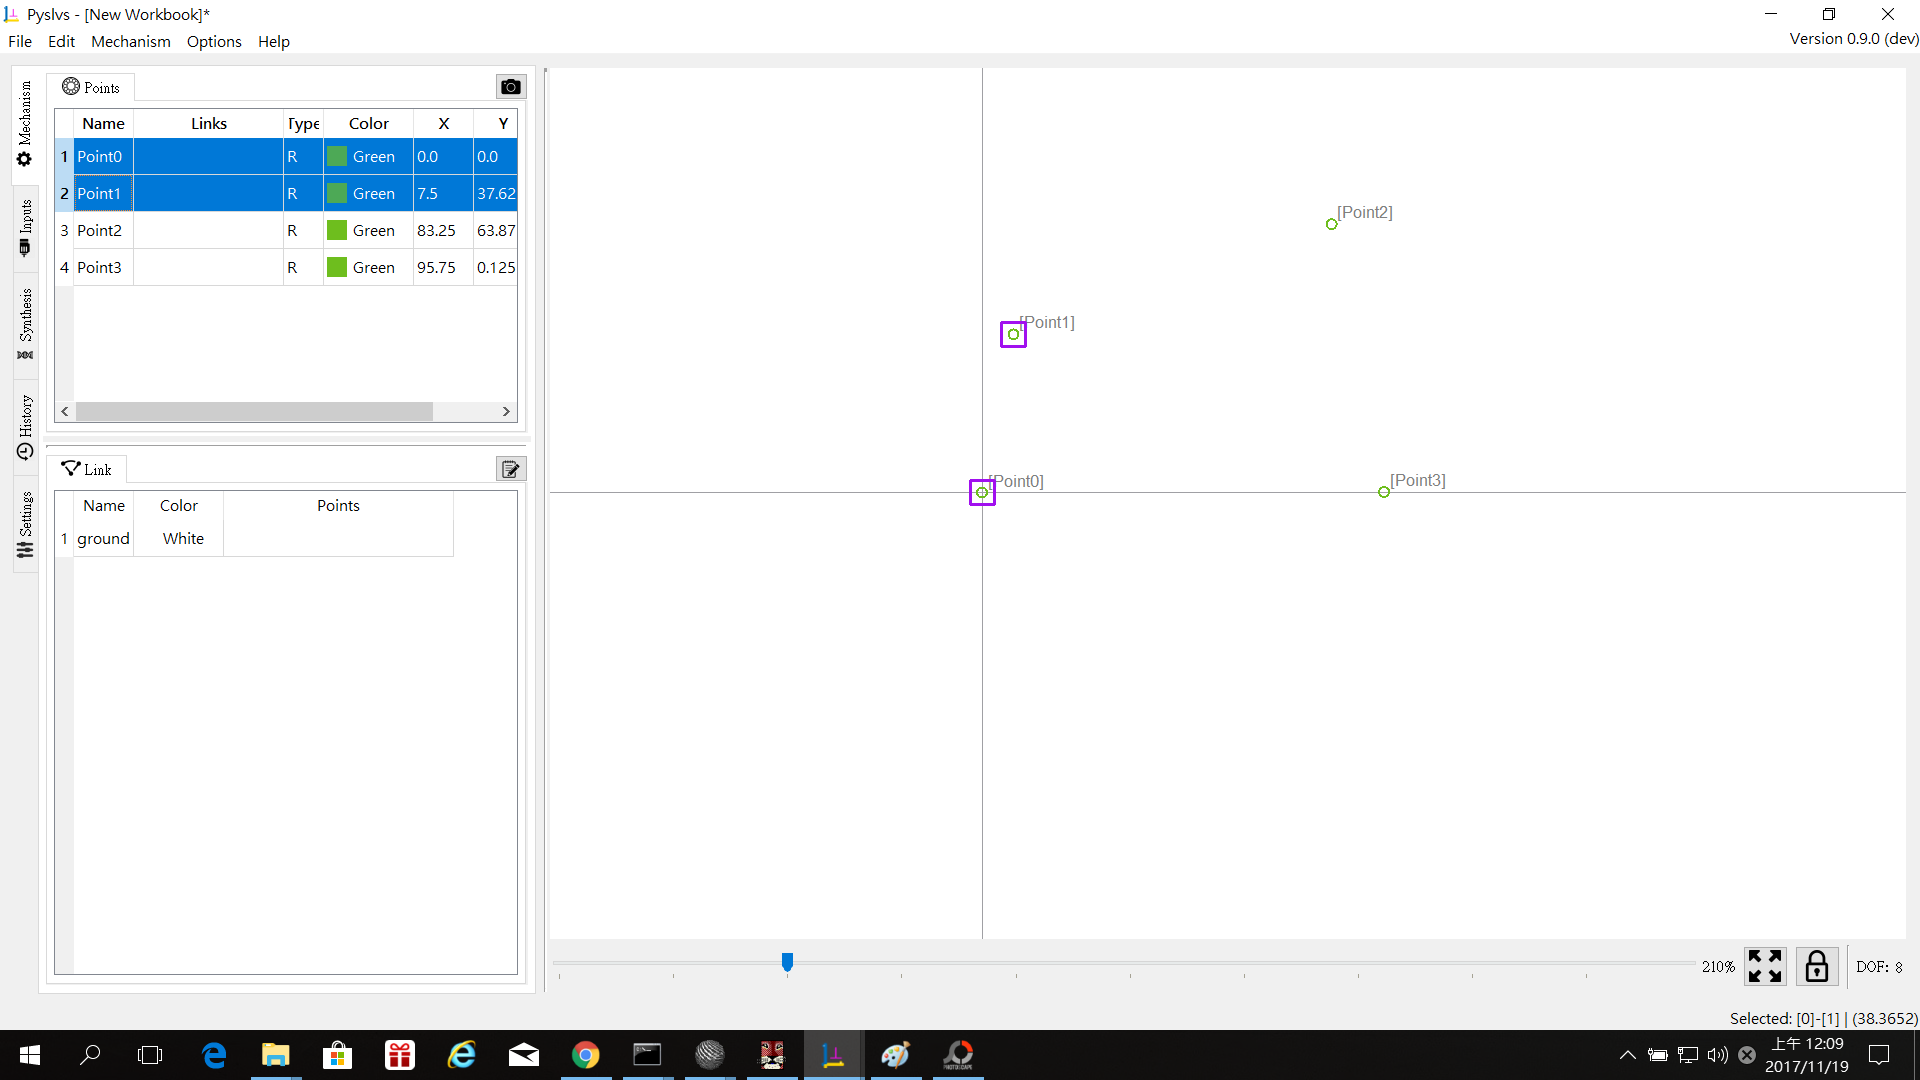 Pyslvs - [New Workbook]*
File Edit Mechanism Options Help
Version 0.9.0 (dev)
Mechanism
Inputs
Synthesis
History
Settings
Points
Name Links Type Color X Y
1 Point0 R Green 0.0 0.0
2 Point1 R Green 7.5 37.62
3 Point2 R Green 83.25 63.87
4 Point3 R Green 95.75 0.125
Link
Name Color Points
1 ground White
[Point2]
[Point1]
[Point0]
[Point3]
210%
DOF: 8
Selected: [0]-[1] | (38.3652)
上午 12:09
2017/11/19